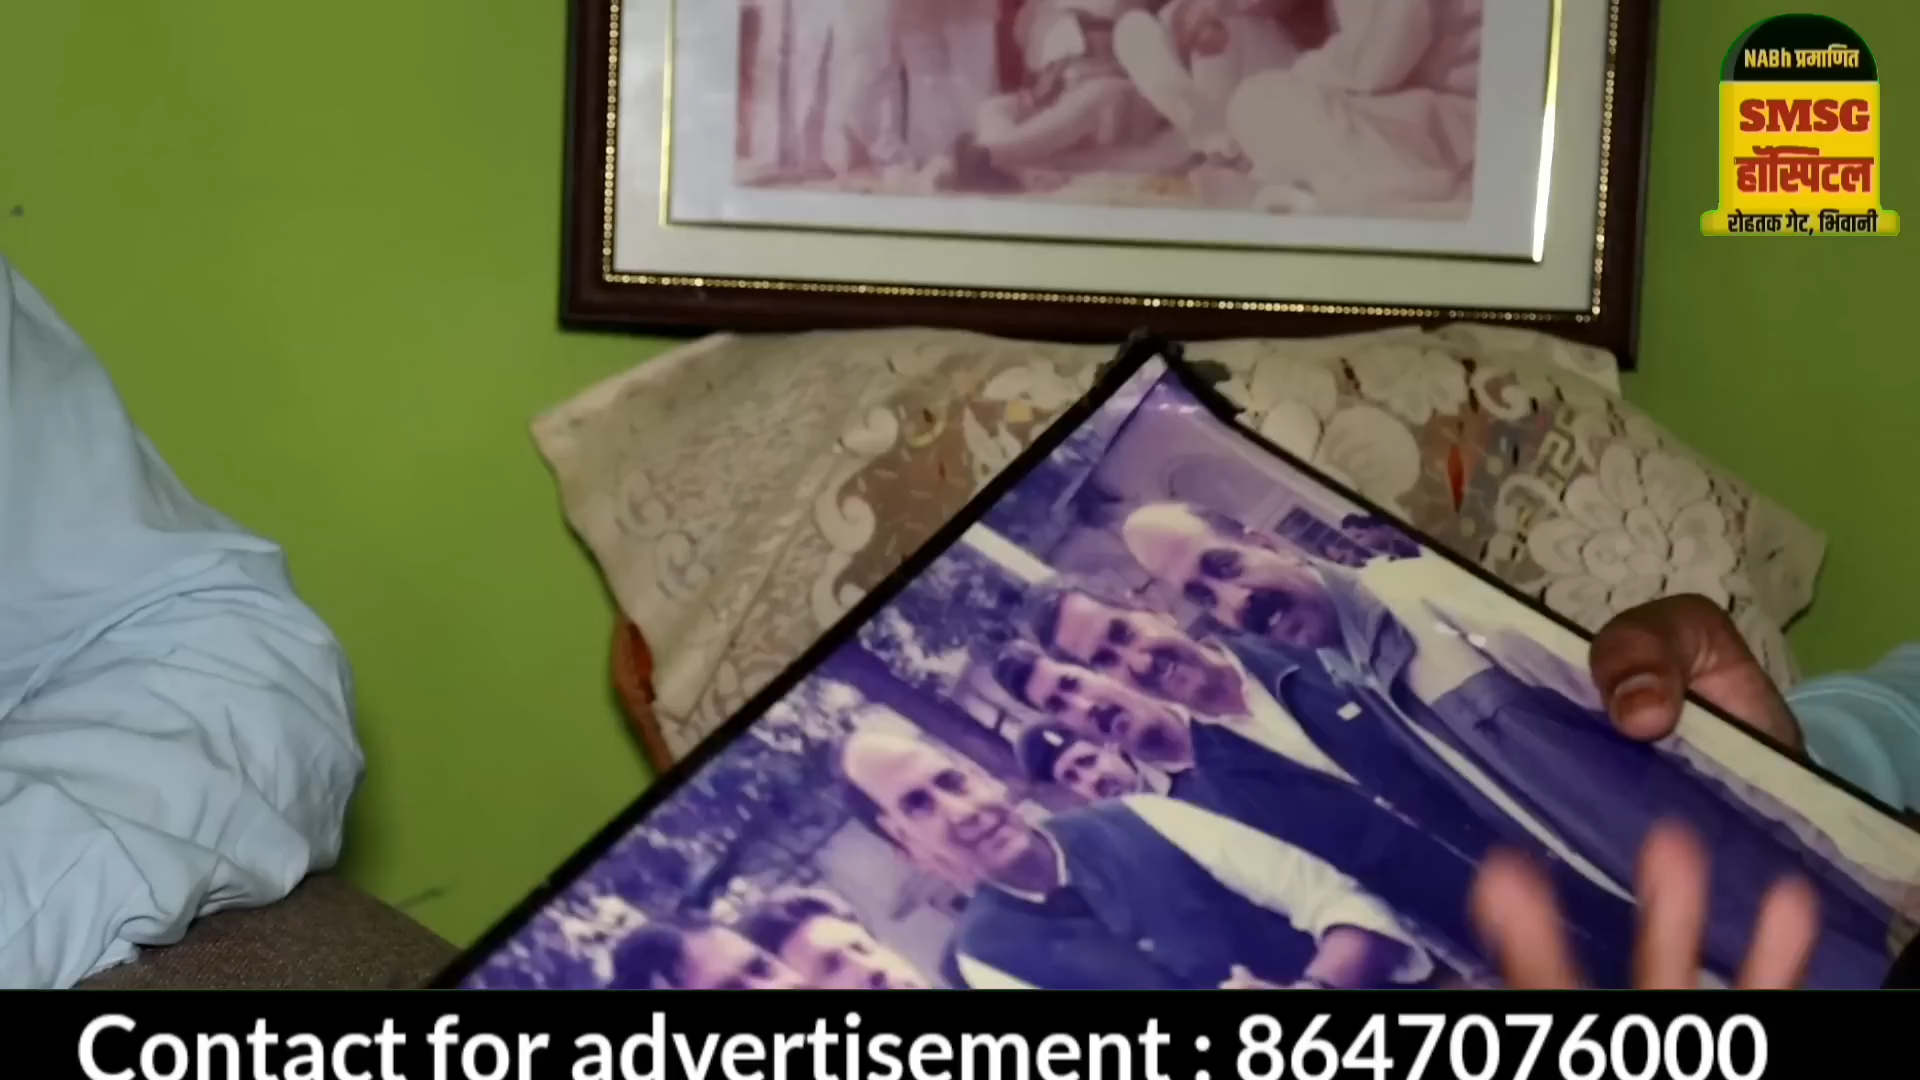 NABh प्रमाणित
SMSG
हॉस्पिटल
रोहतक गेट, भिवानी
Contact for advertisement : 8647076000